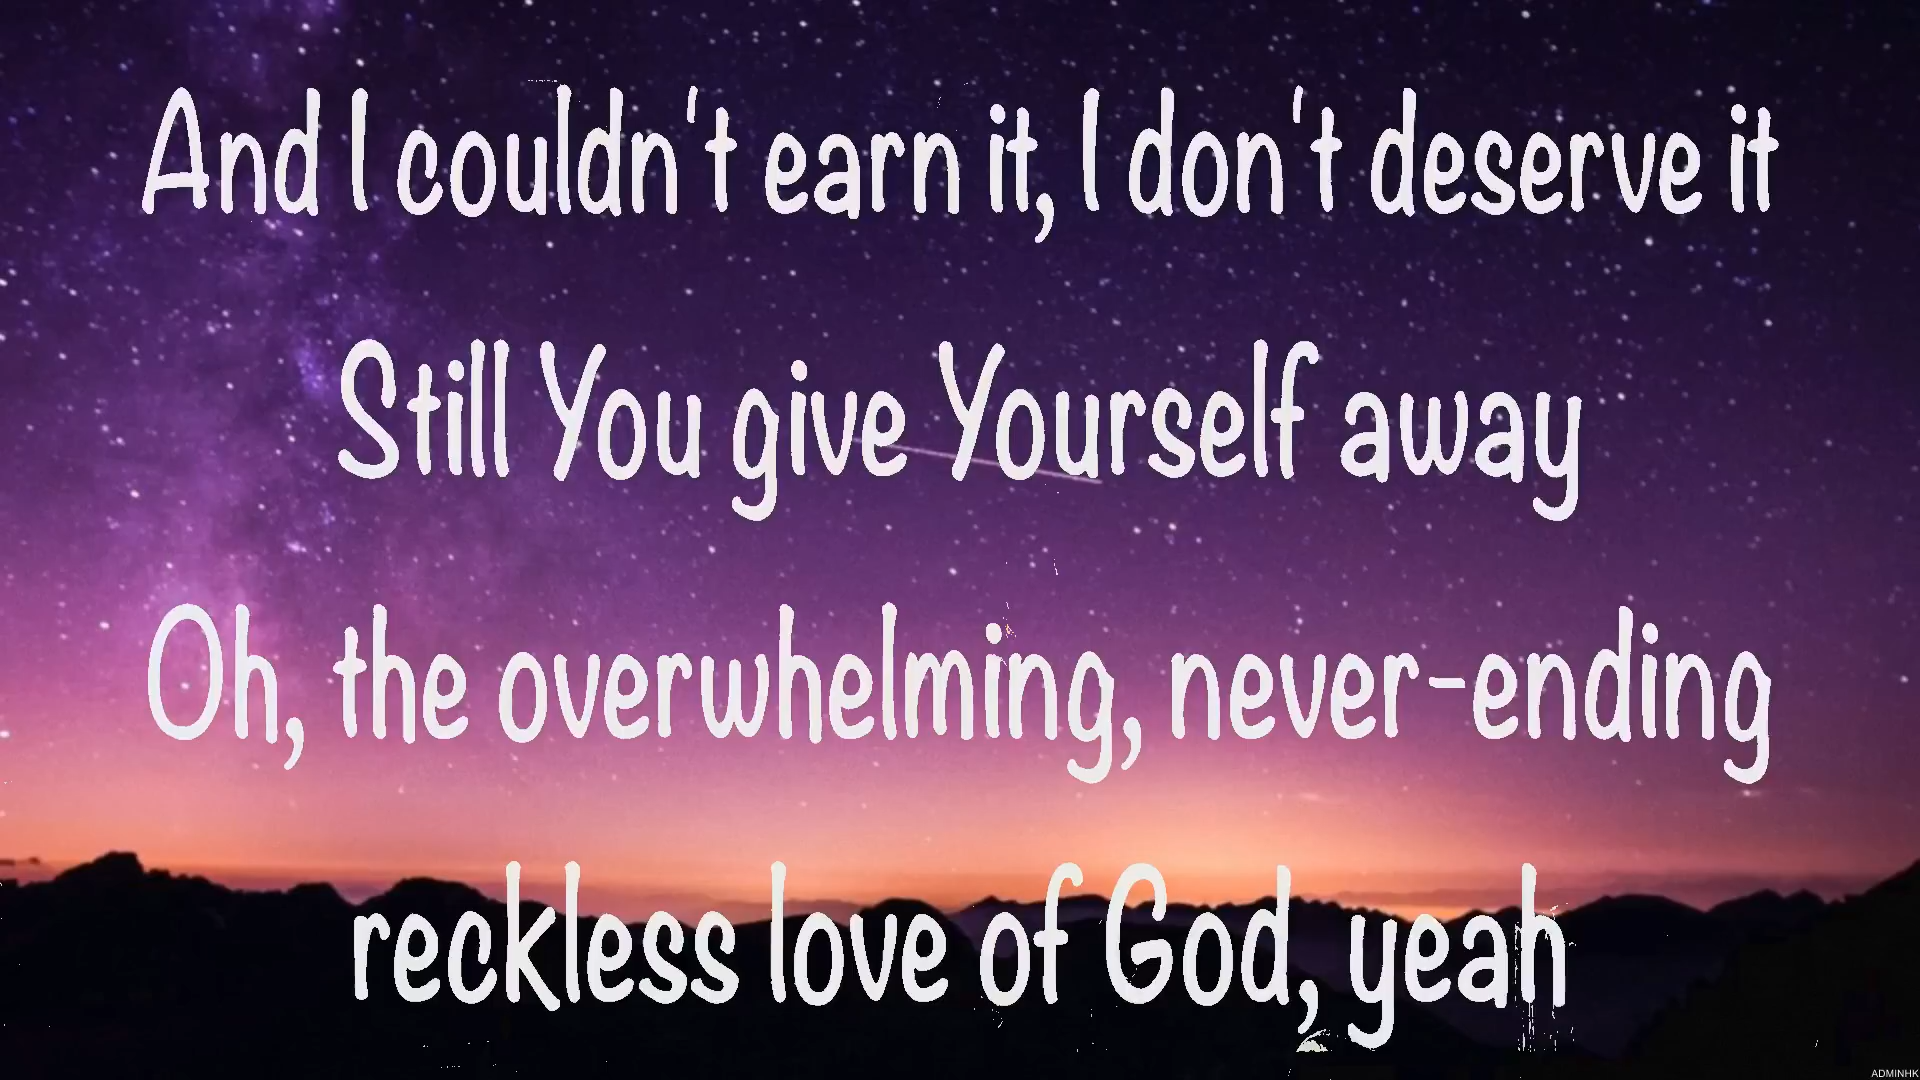 And I couldn't earn it, I don't deserve it
Still You give Yourself away
Oh, the overwhelming, never-ending
reckless love of God, yeah
ADMINHK